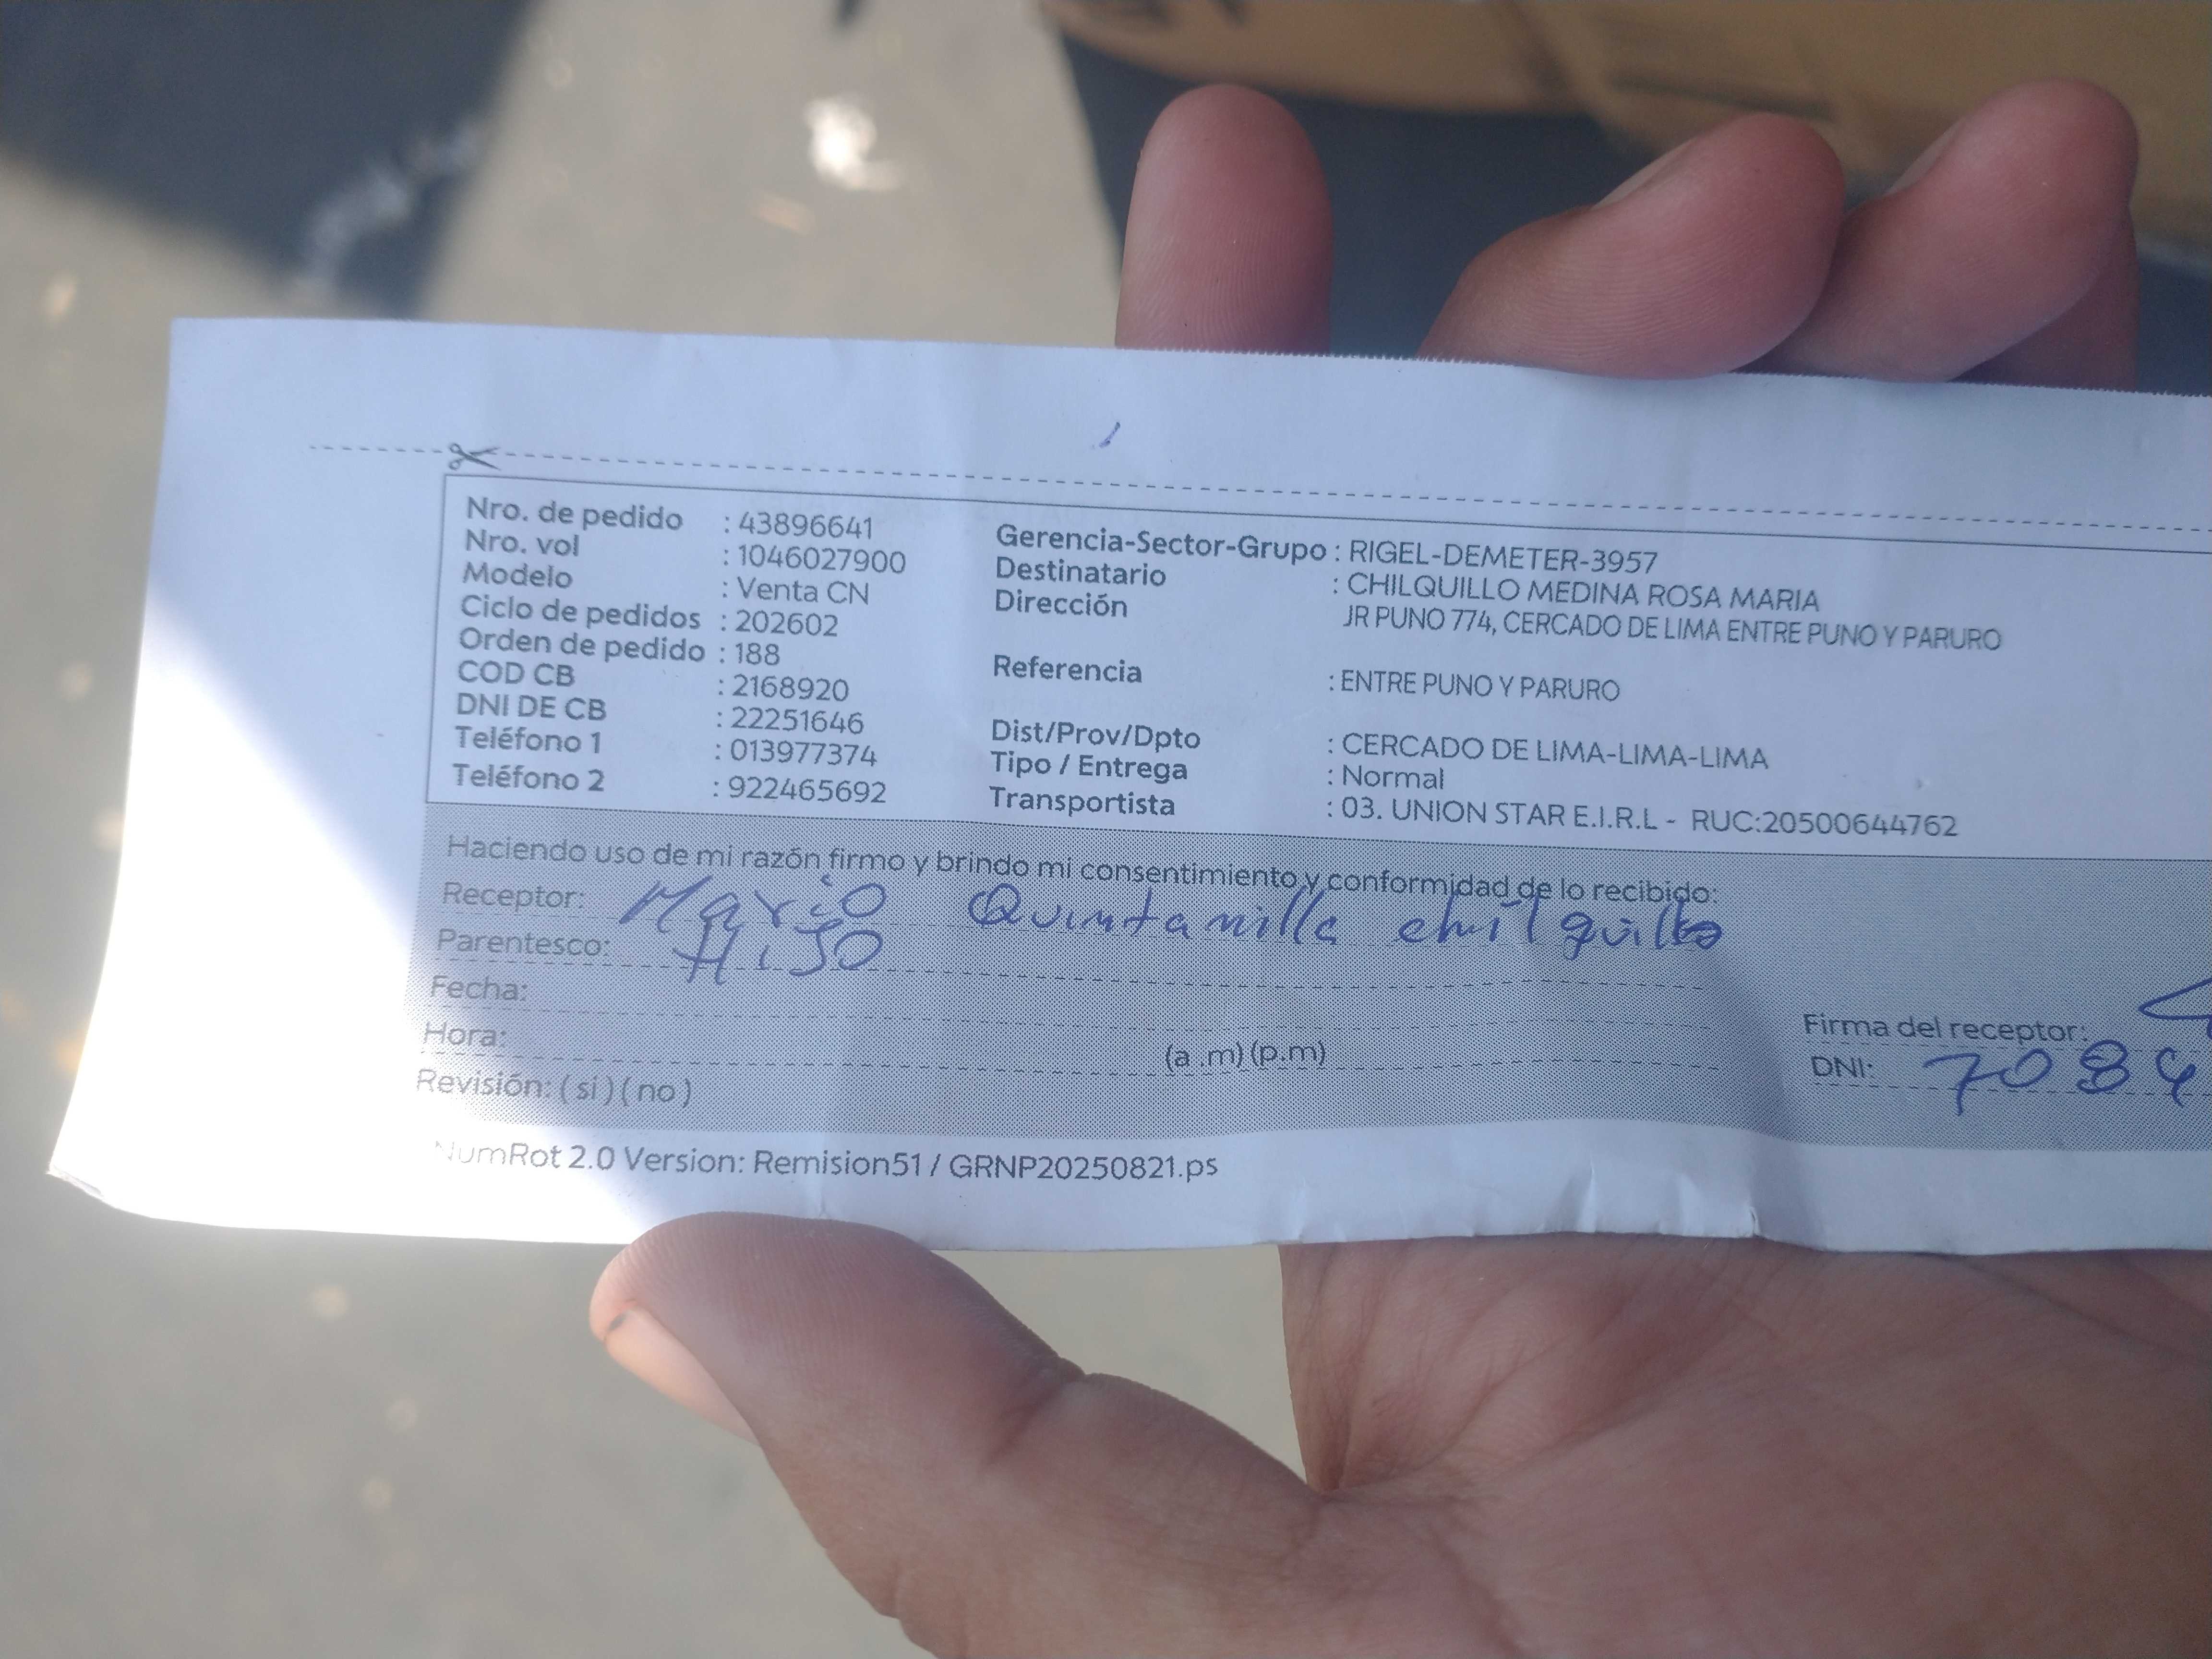 Nro. de pedido : 43896641
Nro. vol : 1046027900
Modelo : Venta CN
Ciclo de pedidos : 202602
Orden de pedido : 188
COD CB : 2168920
DNI DE CB : 22251646
Teléfono 1 : 013977374
Teléfono 2 : 922465692
Gerencia-Sector-Grupo : RIGEL-DEMETER-3957
Destinatario : CHILQUILLO MEDINA ROSA MARIA
Dirección JR PUNO 774, CERCADO DE LIMA ENTRE PUNO Y PARURO
Referencia : ENTRE PUNO Y PARURO
Dist/Prov/Dpto : CERCADO DE LIMA-LIMA-LIMA
Tipo / Entrega : Normal
Transportista : 03. UNION STAR E.I.R.L - RUC:20500644762
Haciendo uso de mi razón firmo y brindo mi consentimiento y conformidad de lo recibido:
Receptor: Mario Quintanilla chilquillo
Parentesco: HiJO
Fecha:
Hora: (a .m) (p.m)
Revisión: ( si ) ( no )
Firma del receptor:
DNI: 7084
NumRot 2.0 Version: Remision51 / GRNP20250821.ps